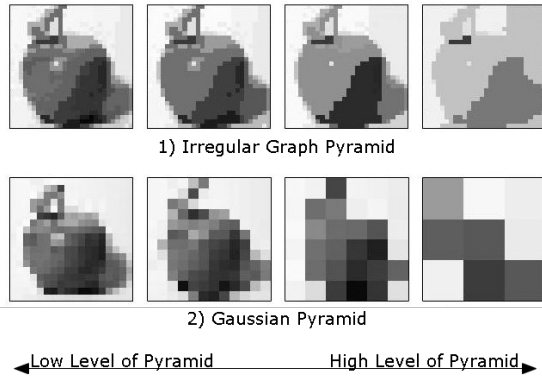 1) Irregular Graph Pyramid
2) Gaussian Pyramid
Low Level of Pyramid High Level of Pyramid